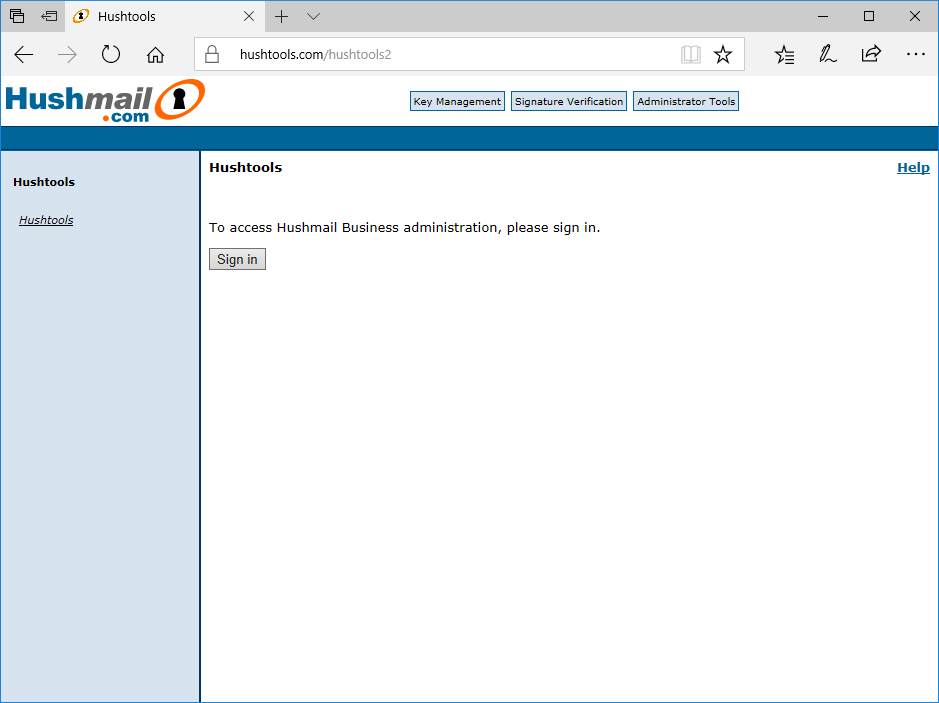 Hushtools
hushtools.com/hushtools2
Hushmail
.com
Key Management
Signature Verification
Administrator Tools
Hushtools
Hushtools
Hushtools
Help
To access Hushmail Business administration, please sign in.
Sign in